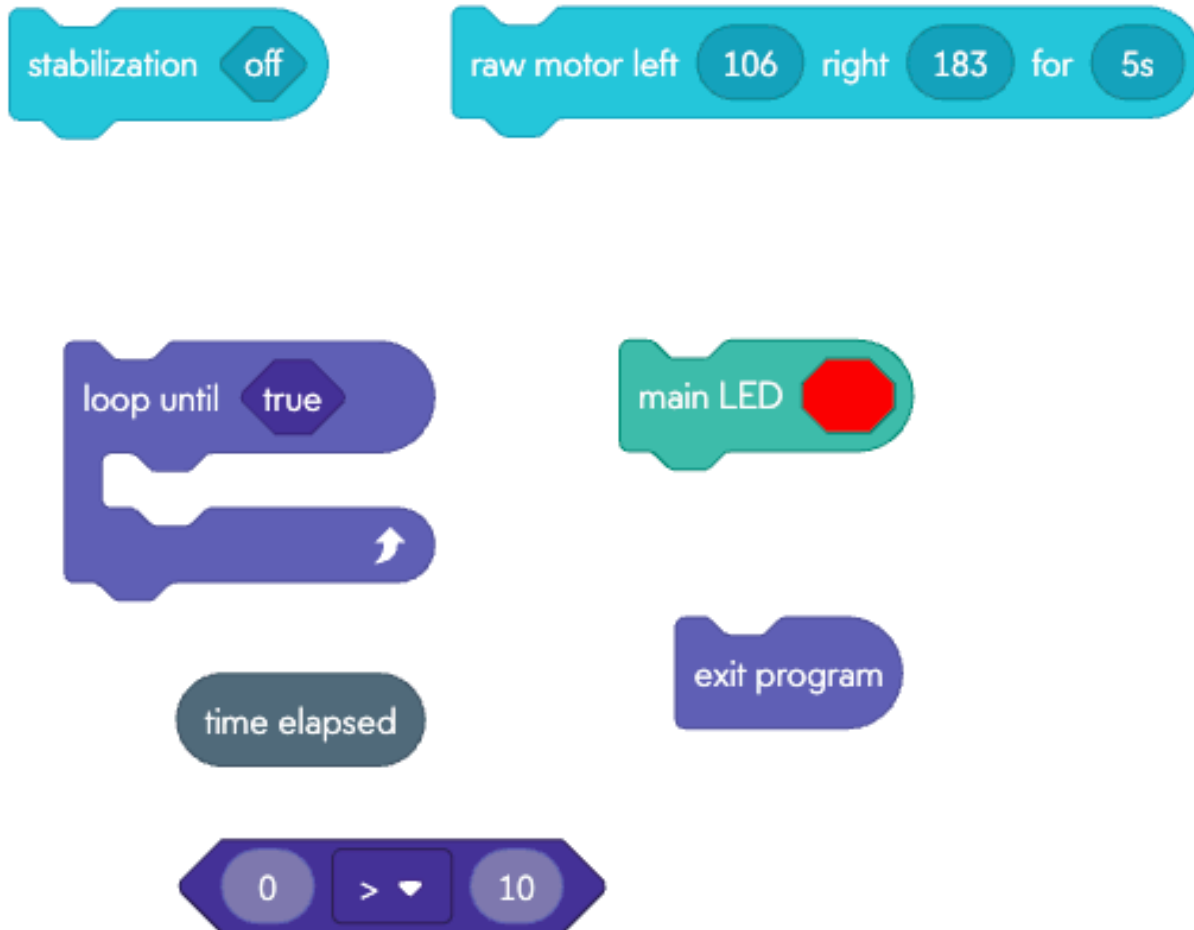 stabilization off
raw motor left 106 right 183 for 5s
loop until true
main LED
exit program
time elapsed
0 > 10